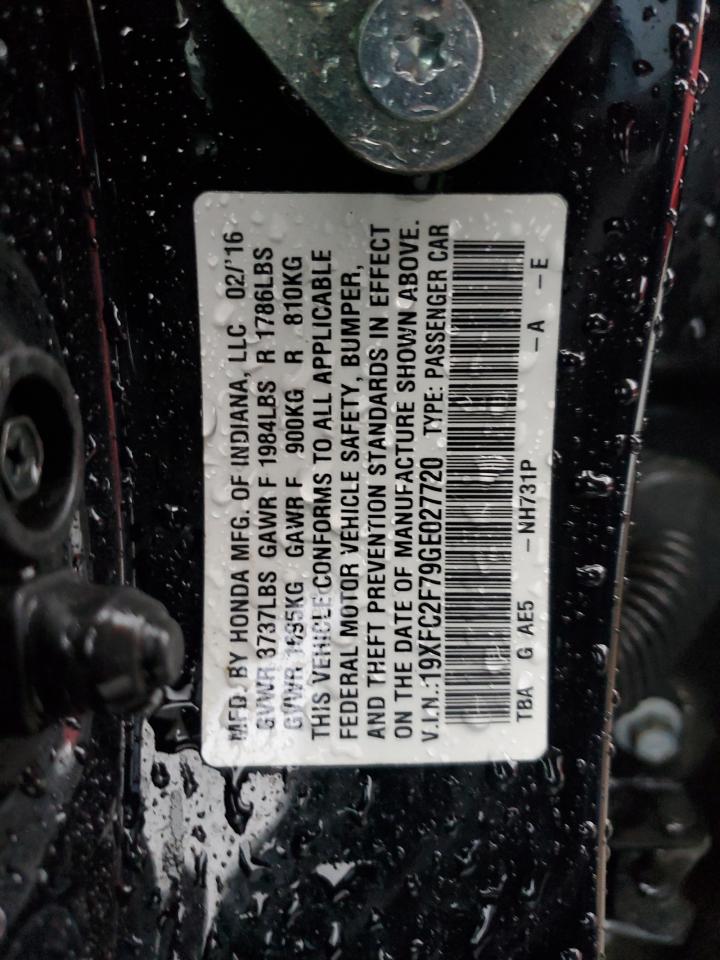 MFD. BY HONDA MFG. OF INDIANA, LLC 02/'16
GVWR 3737LBS GAWR F 1984LBS R 1786LBS
GVWR 1695KG GAWR F 900KG R 810KG
THIS VEHICLE CONFORMS TO ALL APPLICABLE
FEDERAL MOTOR VEHICLE SAFETY, BUMPER,
AND THEFT PREVENTION STANDARDS IN EFFECT
ON THE DATE OF MANUFACTURE SHOWN ABOVE.
V.I.N.:19XFC2F79GE027720 TYPE: PASSENGER CAR
TBA G AE5 -NH731P -A -E